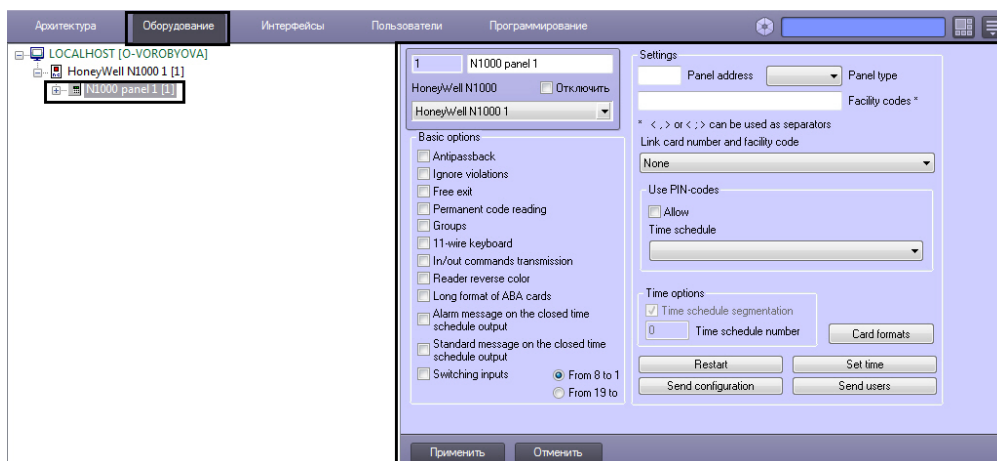 Архитектура Оборудование Интерфейсы Пользователи Программирование
LOCALHOST [O-VOROBYOVA]
HoneyWell N1000 1 [1]
N1000 panel 1 [1]
1 N1000 panel 1
HoneyWell N1000 Отключить
HoneyWell N1000 1
Basic options
Antipassback
Ignore violations
Free exit
Permanent code reading
Groups
11-wire keyboard
In/out commands transmission
Reader reverse color
Long format of ABA cards
Alarm message on the closed time
schedule output
Standard message on the closed time
schedule output
Switching inputs From 8 to 1
From 19 to
Settings
Panel address Panel type
Facility codes *
* < , > or < ; > can be used as separators
Link card number and facility code
None
Use PIN-codes
Allow
Time schedule
Time options
Time schedule segmentation
0 Time schedule number
Card formats
Restart Set time
Send configuration Send users
Применить Отменить